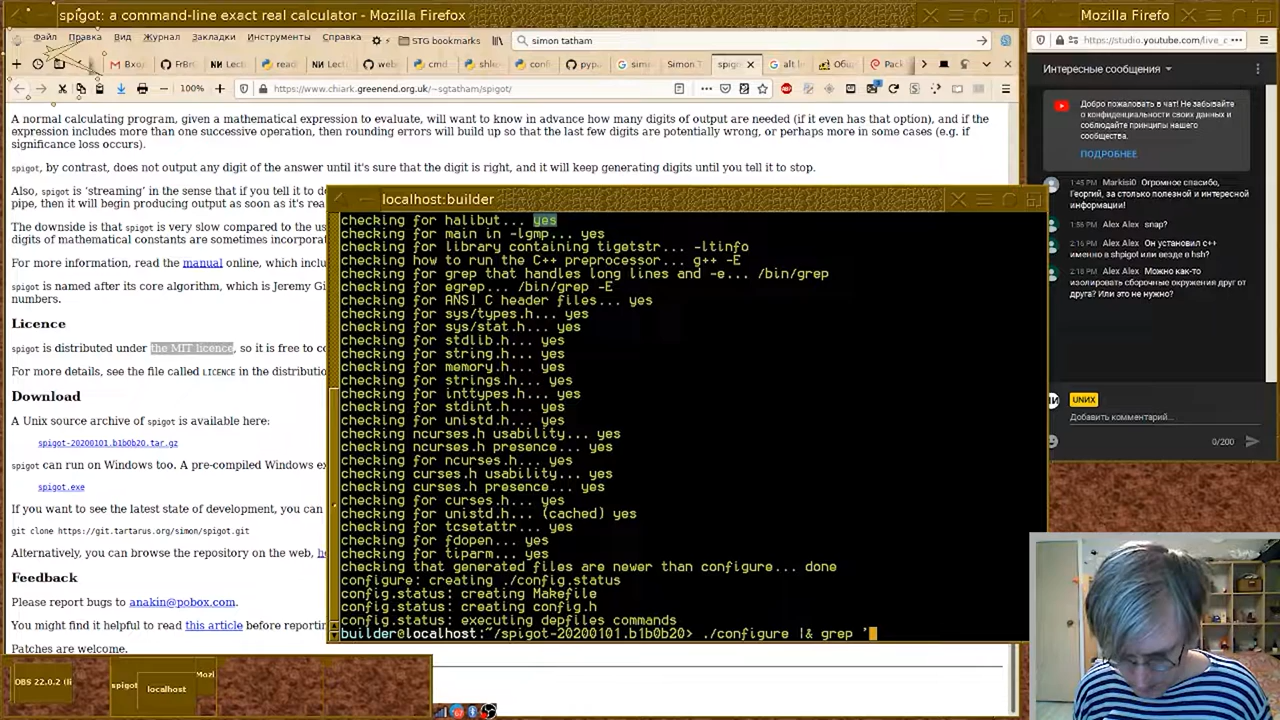 spigot: a command-line exact real calculator - Mozilla Firefox
Файл Правка Вид Журнал Закладки Инструменты Справка
STG bookmarks
simon tatham
100%
https://www.chiark.greenend.org.uk/~sgtatham/spigot/
A normal calculating program, given a mathematical expression to evaluate, will want to know in advance how many digits of output are needed (if it even has that option), and if the
expression includes more than one successive operation, then rounding errors will build up so that the last few digits are potentially wrong, or perhaps more in some cases (e.g. if
significance loss occurs).
spigot, by contrast, does not output any digit of the answer until it's sure that the digit is right, and it will keep generating digits until you tell it to stop.
Also, spigot is ‘streaming’ in the sense that if you tell it to
pipe, then it will begin producing output as soon as it's
The downside is that spigot is very slow compared to the
digits of mathematical constants are sometimes
For more information, read the manual online, which
spigot is named after its core algorithm, which is Jeremy
numbers.
Licence
spigot is distributed under the MIT licence, so it is free to
For more details, see the file called LICENCE in the
Download
A Unix source archive of spigot is available here:
spigot-20200101.b1b0b20.tar.gz
spigot can run on Windows too. A pre-compiled Windows
spigot.exe
If you want to see the latest state of development, you can
git clone https://git.tartarus.org/simon/spigot.git
Alternatively, you can browse the repository on the web,
Feedback
Please report bugs to anakin@pobox.com.
You might find it helpful to read this article before
Patches are welcome.
localhost:builder
checking for halibut... yes
checking for main in -lgmp... yes
checking for library containing tigetstr... -ltinfo
checking how to run the C++ preprocessor... g++ -E
checking for grep that handles long lines and -e... /bin/grep
checking for egrep... /bin/grep -E
checking for ANSI C header files... yes
checking for sys/types.h... yes
checking for sys/stat.h... yes
checking for stdlib.h... yes
checking for string.h... yes
checking for memory.h... yes
checking for strings.h... yes
checking for inttypes.h... yes
checking for stdint.h... yes
checking for unistd.h... yes
checking ncurses.h usability... yes
checking ncurses.h presence... yes
checking for ncurses.h... yes
checking curses.h usability... yes
checking curses.h presence... yes
checking for curses.h... yes
checking for unistd.h... (cached) yes
checking for tcsetattr... yes
checking for fdopen... yes
checking for tiparm... yes
checking that generated files are newer than configure... done
configure: creating ./config.status
config.status: creating Makefile
config.status: creating config.h
config.status: executing depfiles commands
builder@localhost:~/spigot-20200101.b1b0b20> ./configure |& grep '
Mozilla Firefo
https://studio.youtube.com/live_c
Интересные сообщения
Добро пожаловать в чат! Не забывайте
о конфиденциальности своих данных и
соблюдайте принципы нашего
сообщества.
ПОДРОБНЕЕ
1:45 PM Markisi0 Огромное спасибо,
Георгий, за столько полезной и интересной
информации!
1:56 PM Alex Alex snap?
2:16 PM Alex Alex Он установил c++
именно в shpigot или везде в hsh?
2:18 PM Alex Alex Можно как-то
изолировать сборочные окружения друг от
друга? Или это не нужно?
UNIX
Добавить комментарий...
0/200
OBS 22.0.2 (li
spigot
localhost
Mozi